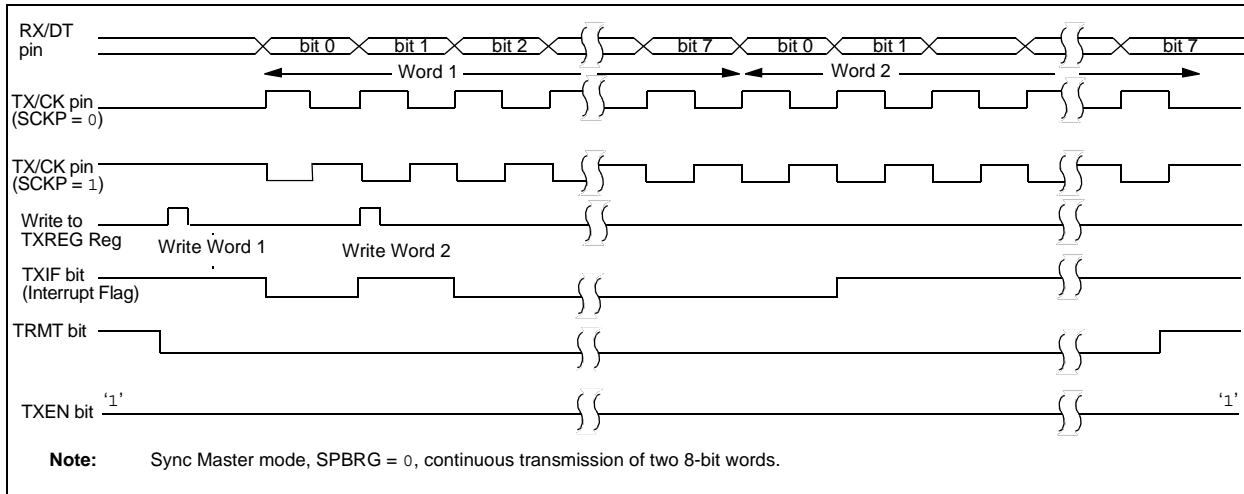 RX/DT
pin
bit 0 bit 1 bit 2 bit 7 bit 0 bit 1 bit 7
Word 1 Word 2
TX/CK pin
(SCKP = 0)
TX/CK pin
(SCKP = 1)
Write to
TXREG Reg
Write Word 1 Write Word 2
TXIF bit
(Interrupt Flag)
TRMT bit
TXEN bit ‘1’ ‘1’
Note: Sync Master mode, SPBRG = 0, continuous transmission of two 8-bit words.